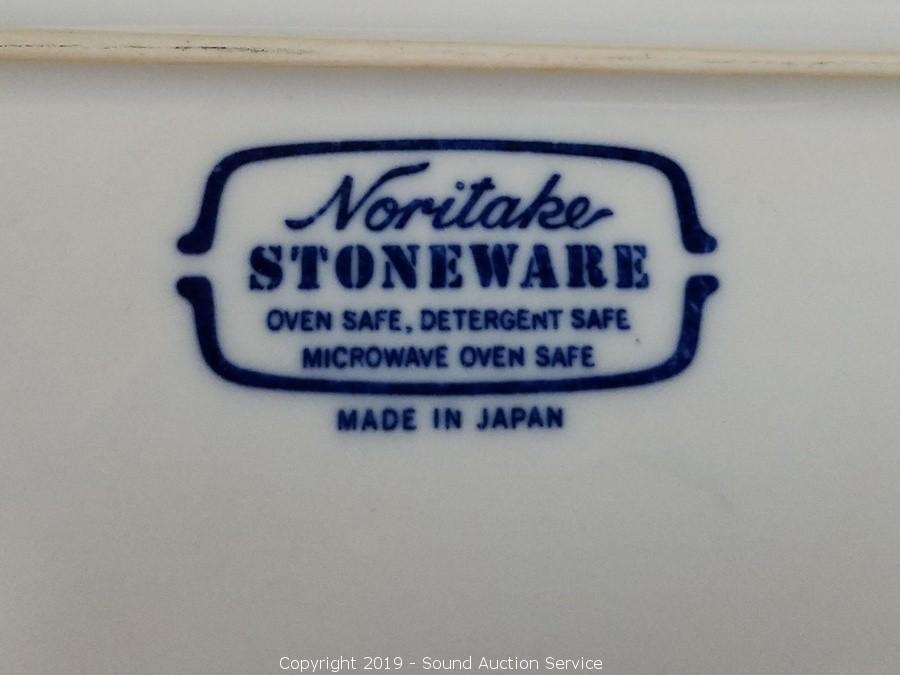 Noritake
STONEWARE
OVEN SAFE, DETERGENT SAFE
MICROWAVE OVEN SAFE
MADE IN JAPAN
Copyright 2019 - Sound Auction Service